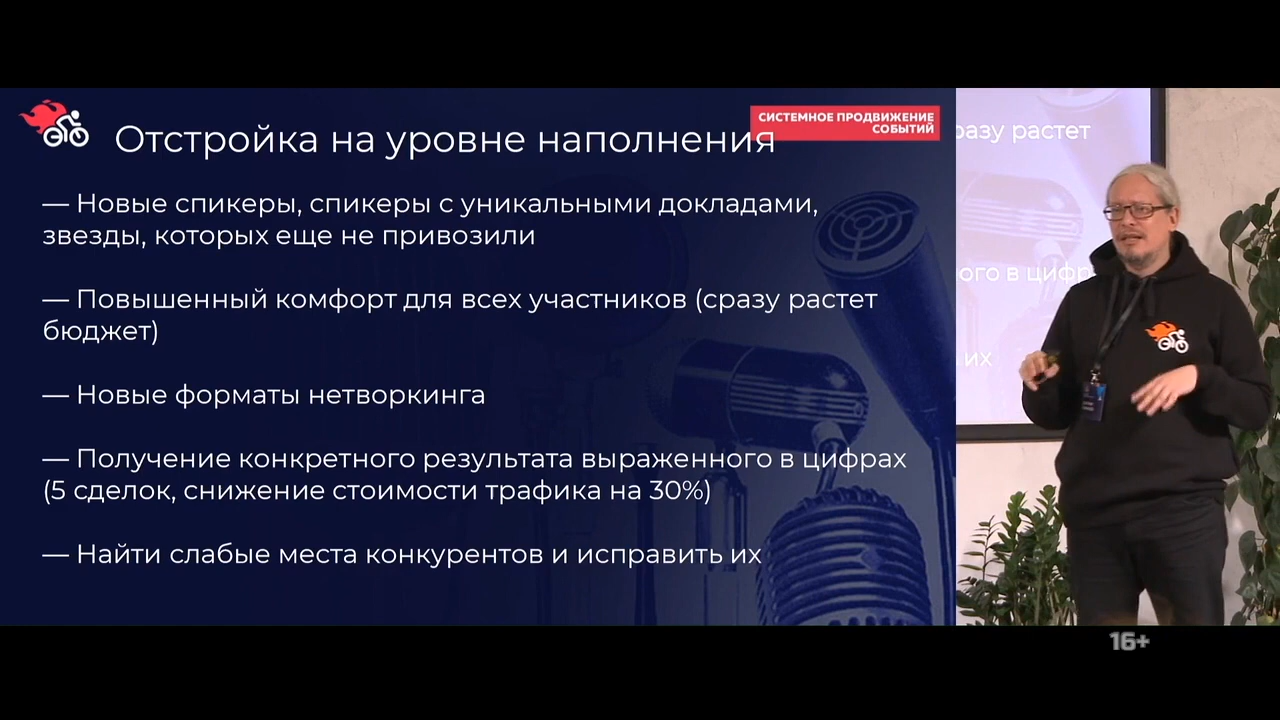 СИСТЕМНОЕ ПРОДВИЖЕНИЕ
СОБЫТИЙ
Отстройка на уровне наполнения
— Новые спикеры, спикеры с уникальными докладами,
звезды, которых еще не привозили
— Повышенный комфорт для всех участников (сразу растет
бюджет)
— Новые форматы нетворкинга
— Получение конкретного результата выраженного в цифрах
(5 сделок, снижение стоимости трафика на 30%)
— Найти слабые места конкурентов и исправить их
разу растет
ого в цифр
их
16+